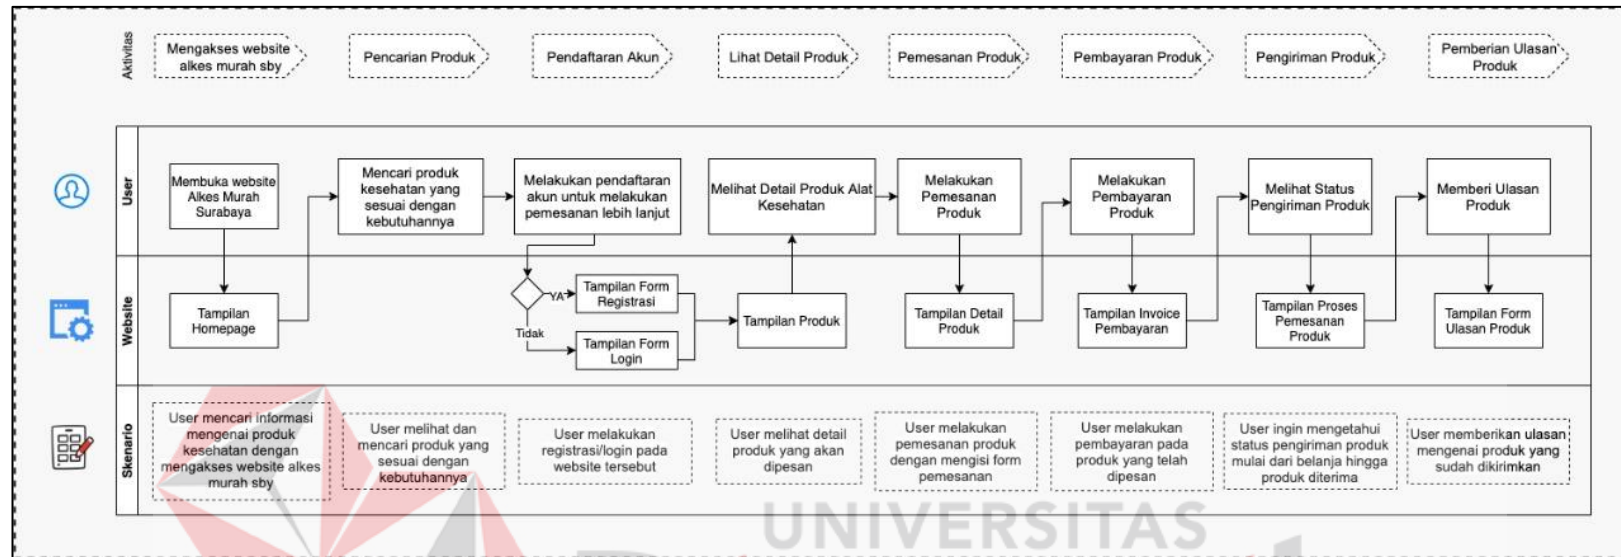 Aktivitas
Mengakses website
alkes murah sby
Pencarian Produk
Pendaftaran Akun
Lihat Detail Produk
Pemesanan Produk
Pembayaran Produk
Pengiriman Produk
Pemberian Ulasan
Produk
User
Membuka website
Alkes Murah
Surabaya
Mencari produk
kesehatan yang
sesuai dengan
kebutuhannya
Melakukan pendaftaran
akun untuk melakukan
pemesanan lebih lanjut
Melihat Detail Produk Alat
Kesehatan
Melakukan
Pemesanan
Produk
Melakukan
Pembayaran
Produk
Melihat Status
Pengiriman Produk
Memberi Ulasan
Produk
Website
Tampilan
Homepage
YA
Tidak
Tampilan Form
Registrasi
Tampilan Form
Login
Tampilan Produk
Tampilan Detail
Produk
Tampilan Invoice
Pembayaran
Tampilan Proses
Pemesanan
Produk
Tampilan Form
Ulasan Produk
Skenario
User mencari informasi
mengenai produk
kesehatan dengan
mengakses website alkes
murah sby
User melihat dan
mencari produk yang
sesuai dengan
kebutuhannya
User melakukan
registrasi/login pada
website tersebut
User melihat detail
produk yang akan
dipesan
User melakukan
pemesanan produk
dengan mengisi form
pemesanan
User melakukan
pembayaran pada
produk yang telah
dipesan
User ingin mengetahui
status pengiriman produk
mulai dari belanja hingga
produk diterima
User memberikan ulasan
mengenai produk yang
sudah dikirimkan
UNIVERSITAS